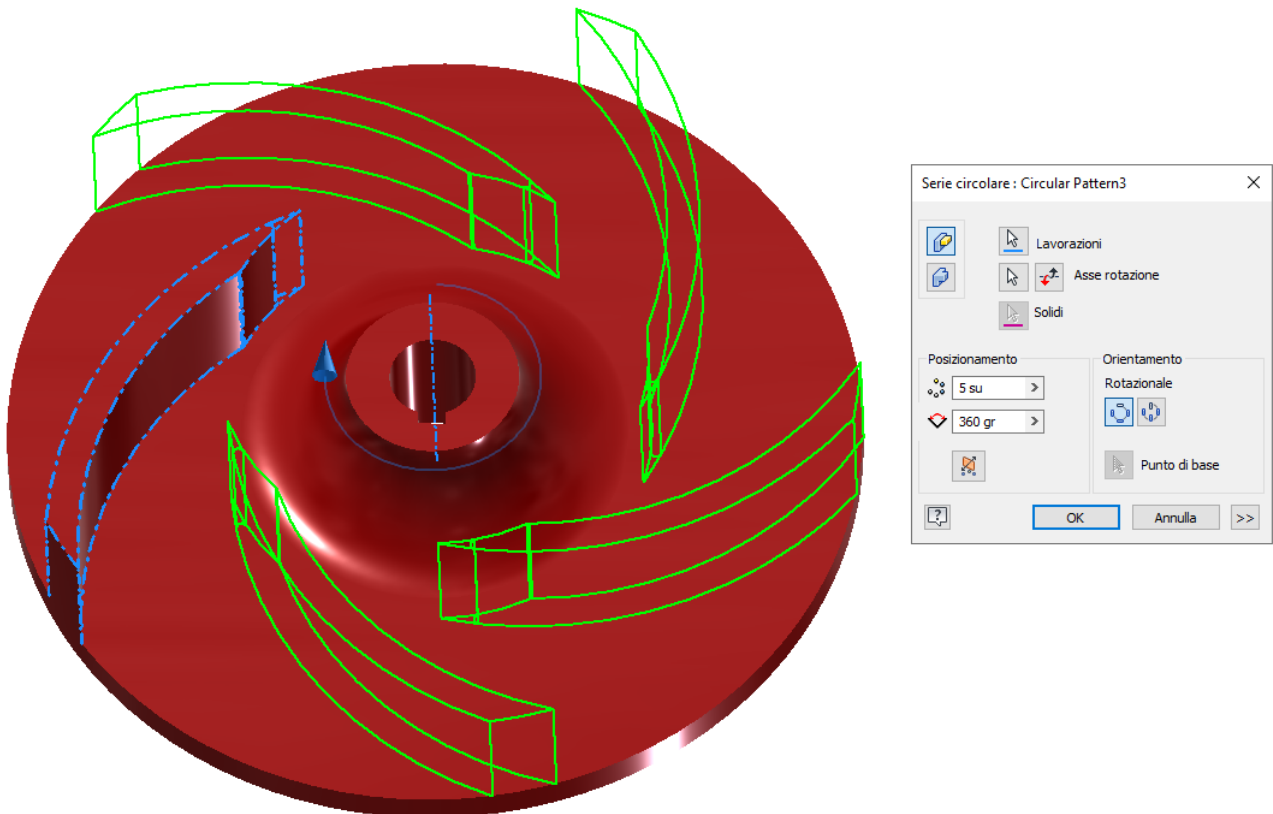 Serie circolare : Circular Pattern3
Lavorazioni
Asse rotazione
Solidi
Posizionamento
Orientamento
5 su >
Rotazionale
360 gr >
Punto di base
?
OK
Annulla
>>